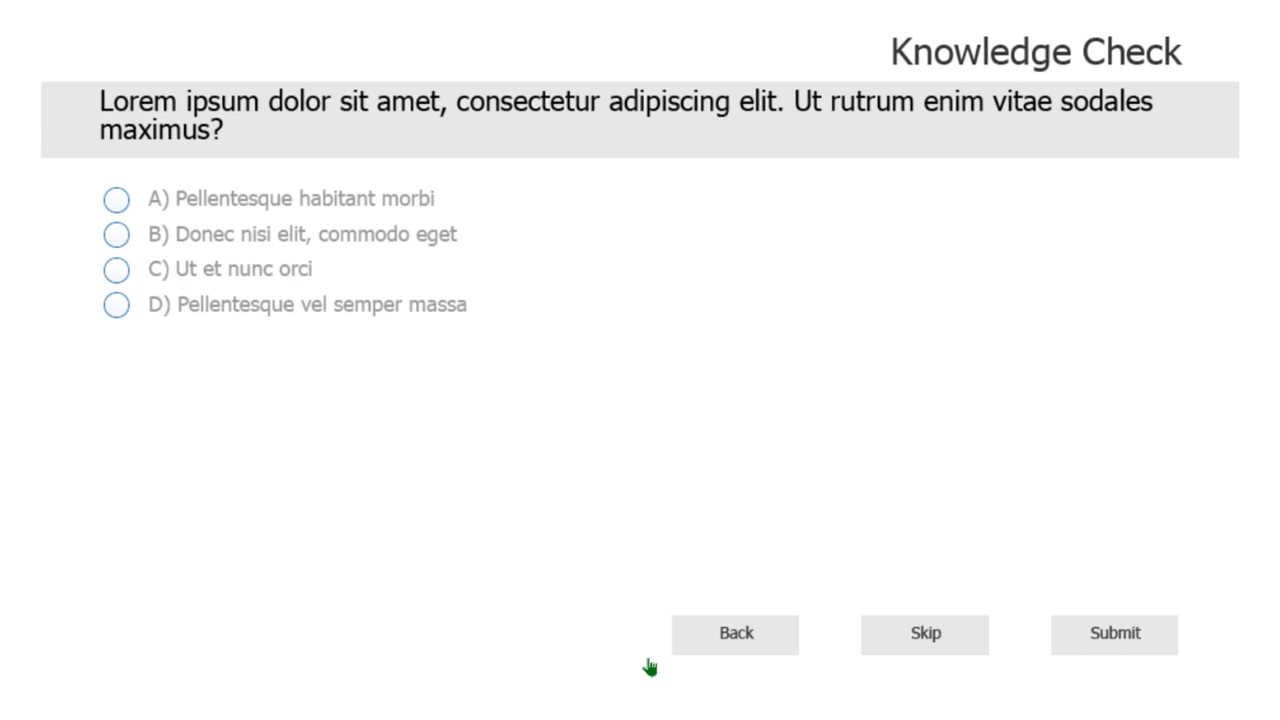 Knowledge Check
Lorem ipsum dolor sit amet, consectetur adipiscing elit. Ut rutrum enim vitae sodales
maximus?
A) Pellentesque habitant morbi
B) Donec nisi elit, commodo eget
C) Ut et nunc orci
D) Pellentesque vel semper massa
Back
Skip
Submit